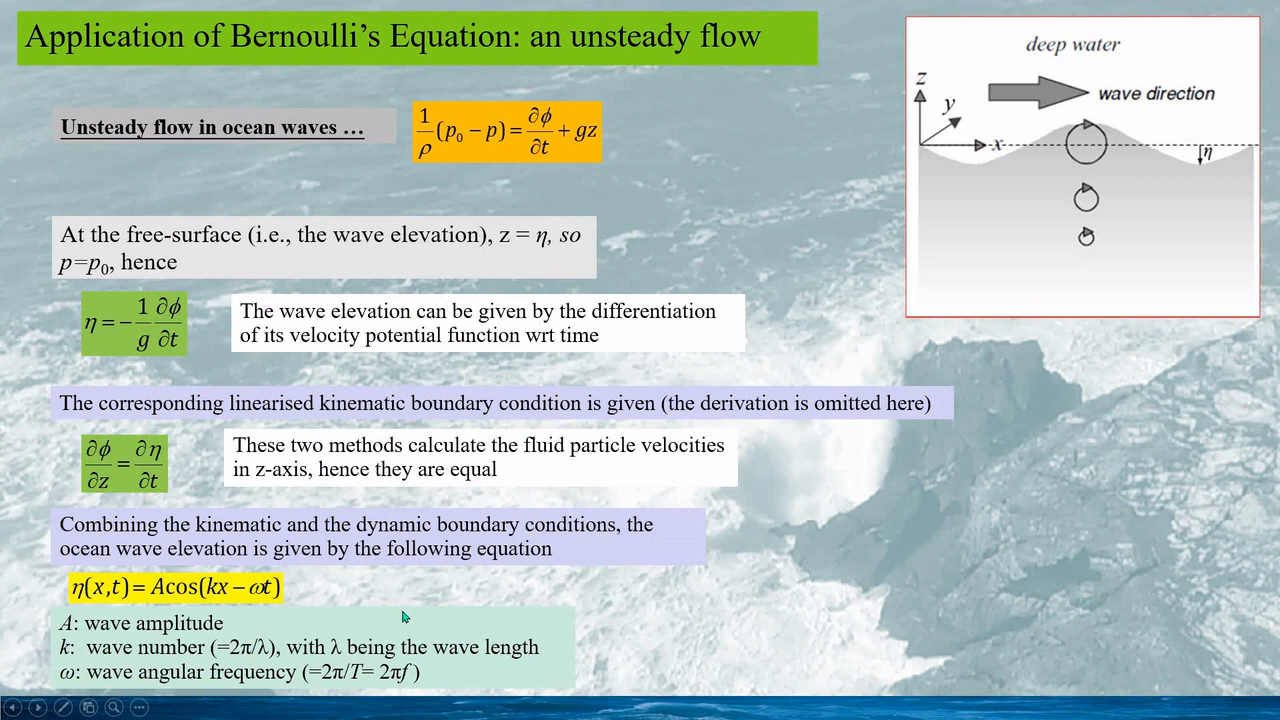 Application of Bernoulli's Equation: an unsteady flow
deep water
z
y
x
wave direction
η
Unsteady flow in ocean waves …
1/ρ (p₀ − p) = ∂ϕ/∂t + gz
At the free-surface (i.e., the wave elevation), z = η, so
p=p₀, hence
η = − 1/g ∂ϕ/∂t
The wave elevation can be given by the differentiation
of its velocity potential function wrt time
The corresponding linearised kinematic boundary condition is given (the derivation is omitted here)
∂ϕ/∂z = ∂η/∂t
These two methods calculate the fluid particle velocities
in z-axis, hence they are equal
Combining the kinematic and the dynamic boundary conditions, the
ocean wave elevation is given by the following equation
η(x,t) = Acos(kx − ωt)
A: wave amplitude
k: wave number (=2π/λ), with λ being the wave length
ω: wave angular frequency (=2π/T= 2πf )